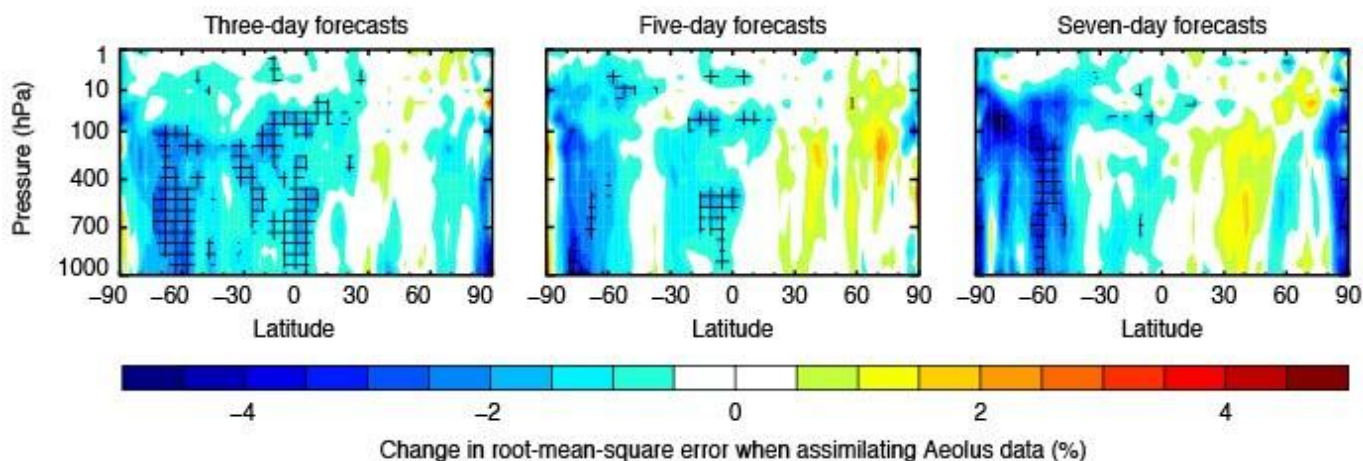 Three-day forecasts
Five-day forecasts
Seven-day forecasts
Pressure (hPa)
1
10
100
400
700
1000
–90 –60 –30 0 30 60 90
–90 –60 –30 0 30 60 90
–90 –60 –30 0 30 60 90
Latitude
Latitude
Latitude
–4 –2 0 2 4
Change in root-mean-square error when assimilating Aeolus data (%)